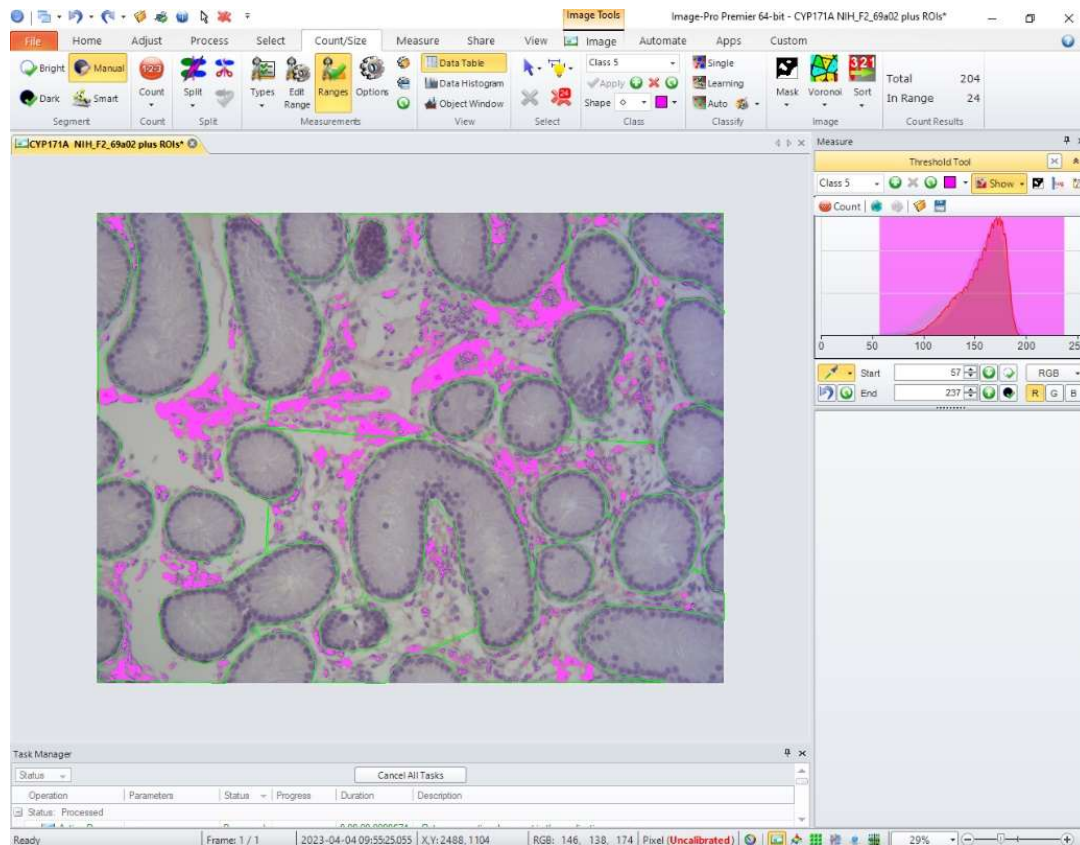 Image Tools
Image-Pro Premier 64-bit - CYP171A NIH_F2_69a02 plus ROIs*
File Home Adjust Process Select Count/Size Measure Share View Image Automate Apps Custom
Bright Manual Count Split Types Edit Range Ranges Options Data Table Class 5 Single Mask Voronoi Sort Total 204
Dark Smart Data Histogram Apply Learning In Range 24
Object Window Shape Auto
Segment Count Split Measurements View Select Class Classify Image Count Results
CYP171A NIH_F2_69a02 plus ROIs*
Measure
Threshold Tool
Class 5 Show
Count
0 50 100 150 200
Start 57 RGB
End 237 R G B
Task Manager
Status Cancel All Tasks
Operation Parameters Status Progress Duration Description
Status: Processed
Ready Frame: 1 / 1 2023-04-04 09:55:25.055 X,Y: 2488, 1104 RGB: 146, 138, 174 Pixel (Uncalibrated) 29%